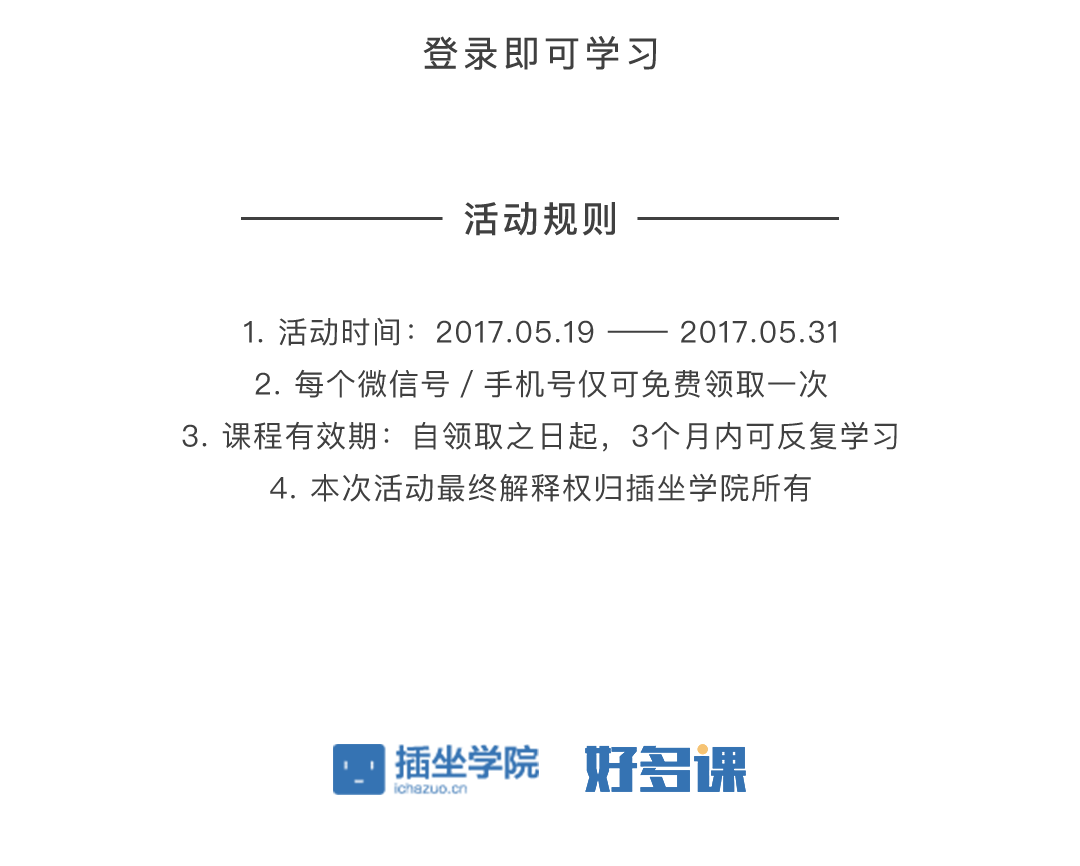 登录即可学习
活动规则
1. 活动时间：2017.05.19 —— 2017.05.31
2. 每个微信号 / 手机号仅可免费领取一次
3. 课程有效期：自领取之日起，3个月内可反复学习
4. 本次活动最终解释权归插坐学院所有
插坐学院 好多课
ichazuo.cn